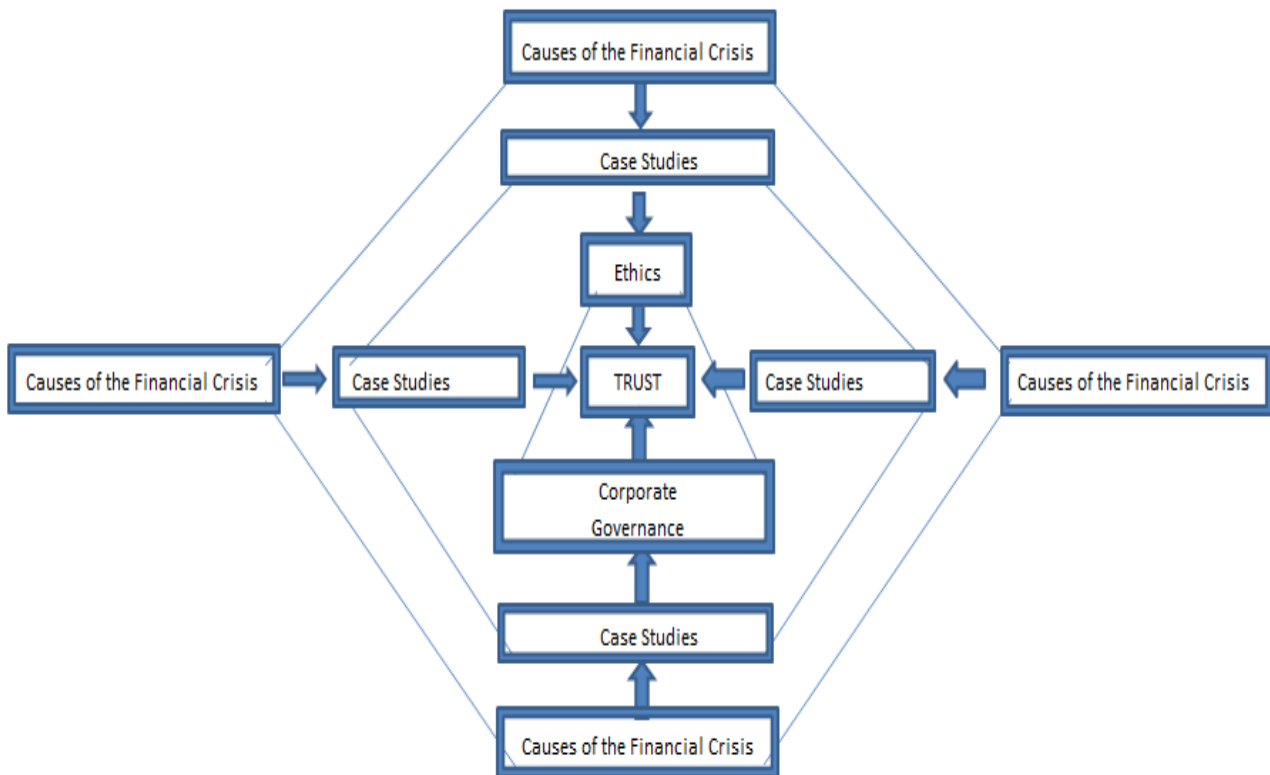 Causes of the Financial Crisis
Case Studies
Ethics
Causes of the Financial Crisis
Case Studies
TRUST
Case Studies
Causes of the Financial Crisis
Corporate
Governance
Case Studies
Causes of the Financial Crisis